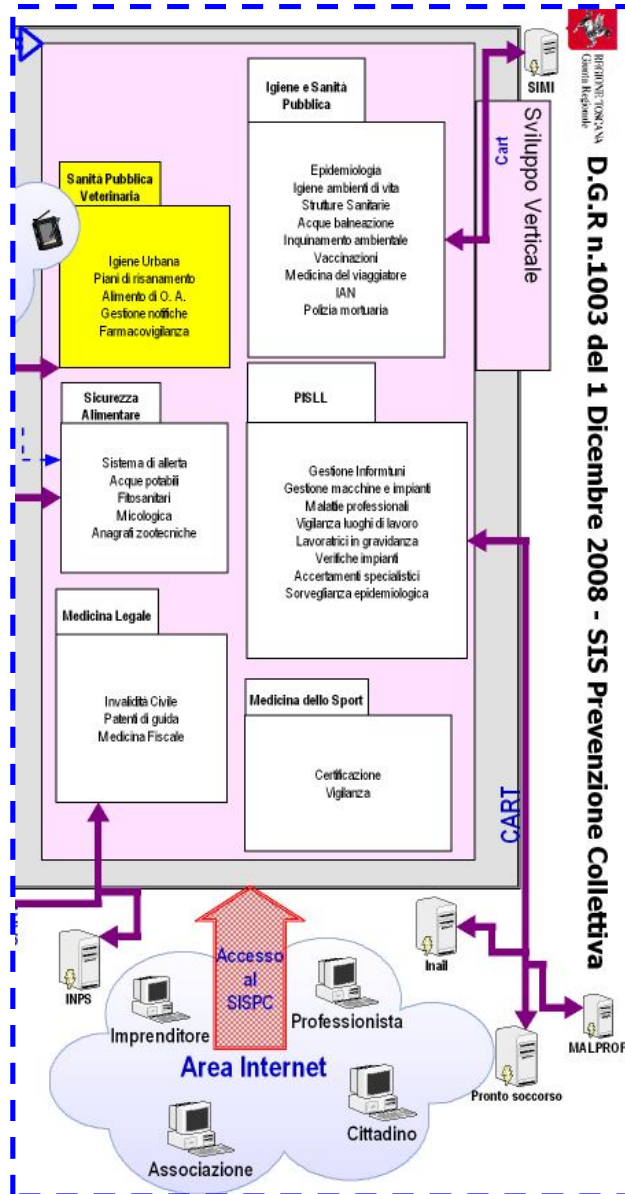 REGIONE TOSCANA
Giunta Regionale
D.G.R n.1003 del 1 Dicembre 2008 - SIS Prevenzione Collettiva
SIMI
Sviluppo Verticale
Cart
Igiene e Sanità
Pubblica
Epidemiologia
Igiene ambienti di vita
Strutture Sanitarie
Acque balneazione
Inquinamento ambientale
Vaccinazioni
Medicina del viaggiatore
IAN
Polizia mortuaria
Sanità Pubblica
Veterinaria
Igiene Urbana
Piani di risanamento
Alimento di O. A.
Gestione notifiche
Farmacovigilanza
Sicurezza
Alimentare
Sistema di allerta
Acque potabili
Fitosanitari
Micologica
Anagrafi zootecniche
PISLL
Gestione Informtuni
Gestione macchine e impianti
Malattie professionali
Vigilanza luoghi di lavoro
Lavoratrici in gravidanza
Verifiche impianti
Accertamenti specialistici
Sorveglianza epidemiologica
Medicina Legale
Invalidità Civile
Patenti di guida
Medicina Fiscale
Medicina dello Sport
Certificazione
Vigilanza
CART
INPS
Accesso
al
SISPC
Inail
MALPROF
Pronto soccorso
Imprenditore
Professionista
Area Internet
Cittadino
Associazione